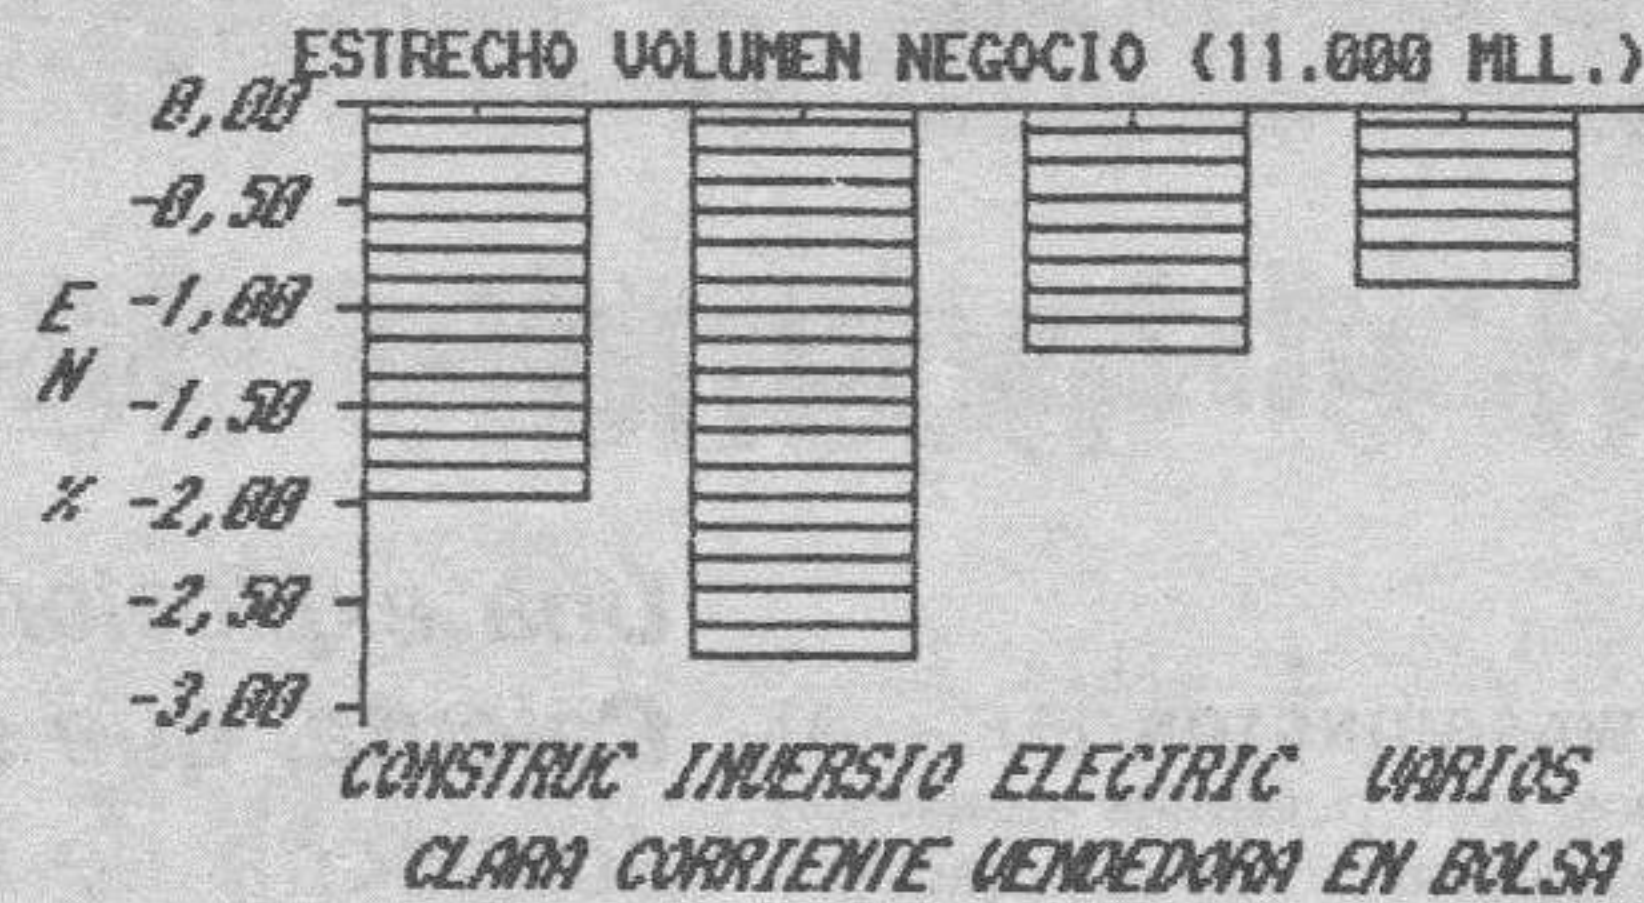 ESTRECHO VOLUMEN NEGOCIO (11.000 MLL.)
0,00
-0,50
-1,00
-1,50
-2,00
-2,50
-3,00
E
N
%
CONSTRUC INVERSIO ELECTRIC VARIOS
CLARA CORRIENTE VENDEDORA EN BOLSA